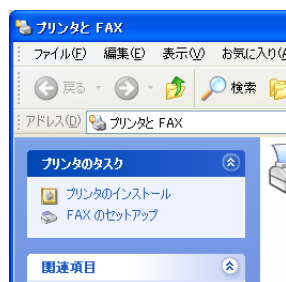 プリンタと FAX
ファイル(F) 編集(E) 表示(V) お気に入り(A
戻る 検索
アドレス(D) プリンタと FAX
プリンタのタスク
プリンタのインストール
FAX のセットアップ
関連項目